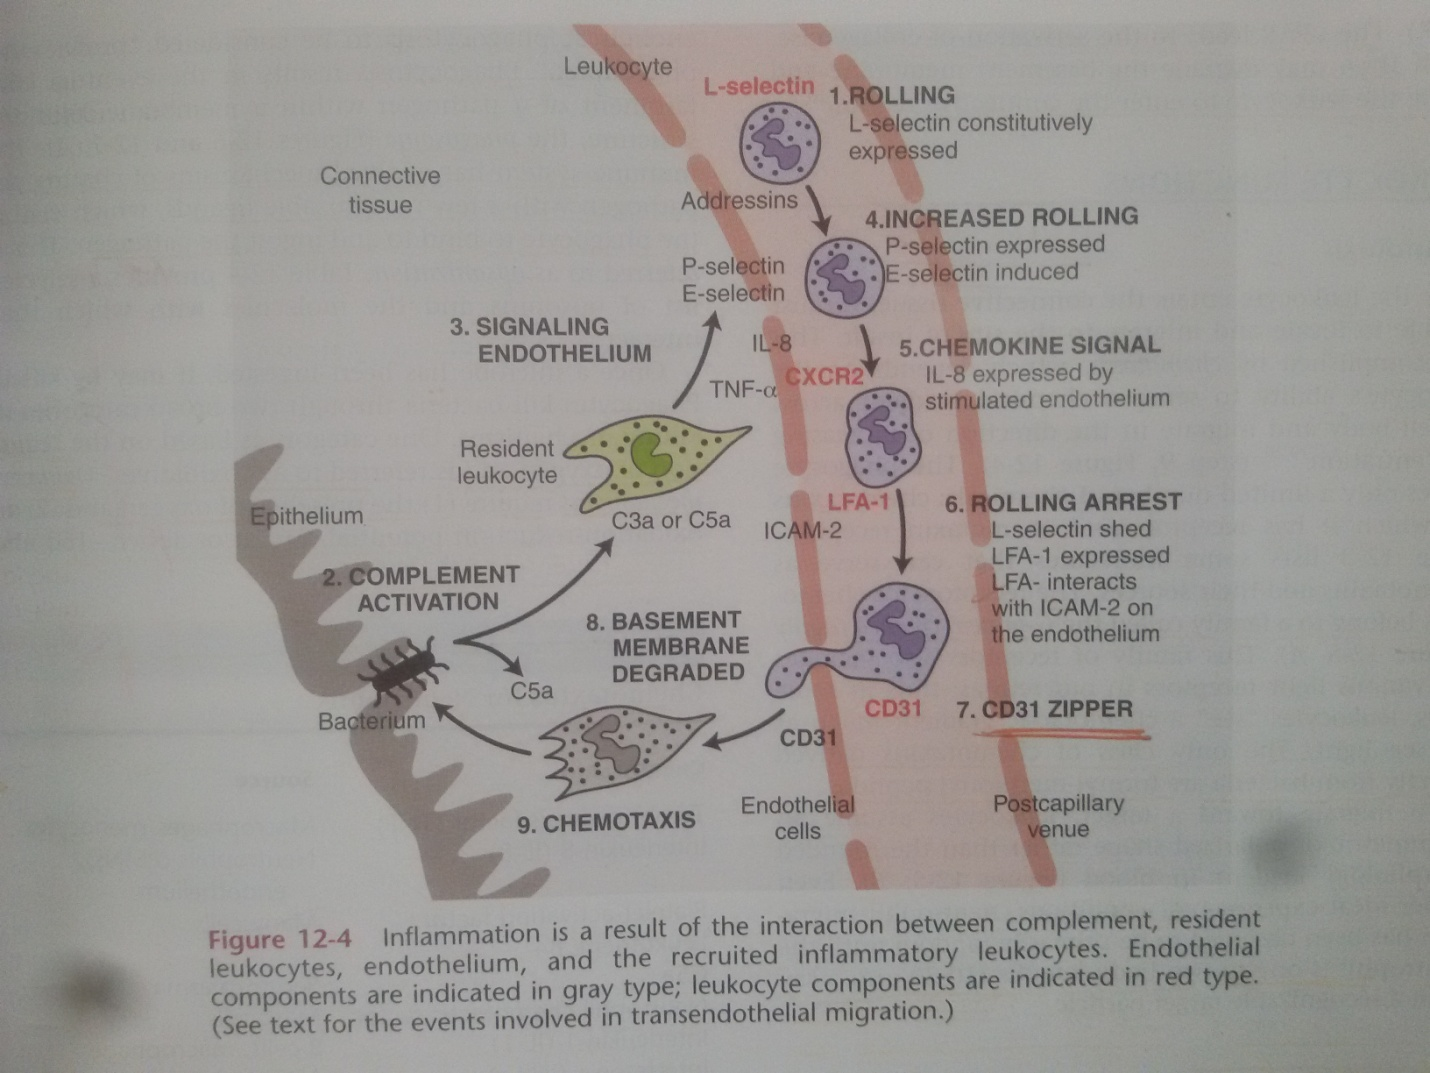 Leukocyte
L-selectin
1.ROLLING
L-selectin constitutively
expressed
Connective
tissue
Addressins
4.INCREASED ROLLING
P-selectin expressed
E-selectin induced
P-selectin
E-selectin
3. SIGNALING
ENDOTHELIUM
IL-8
TNF-α
CXCR2
5.CHEMOKINE SIGNAL
IL-8 expressed by
stimulated endothelium
Resident
leukocyte
C3a or C5a
LFA-1
ICAM-2
6. ROLLING ARREST
L-selectin shed
LFA-1 expressed
LFA- interacts
with ICAM-2 on
the endothelium
Epithelium
2. COMPLEMENT
ACTIVATION
8. BASEMENT
MEMBRANE
DEGRADED
C5a
Bacterium
CD31
7. CD31 ZIPPER
CD31
9. CHEMOTAXIS
Endothelial
cells
Postcapillary
venue
Figure 12-4 Inflammation is a result of the interaction between complement, resident
leukocytes, endothelium, and the recruited inflammatory leukocytes. Endothelial
components are indicated in gray type; leukocyte components are indicated in red type.
(See text for the events involved in transendothelial migration.)